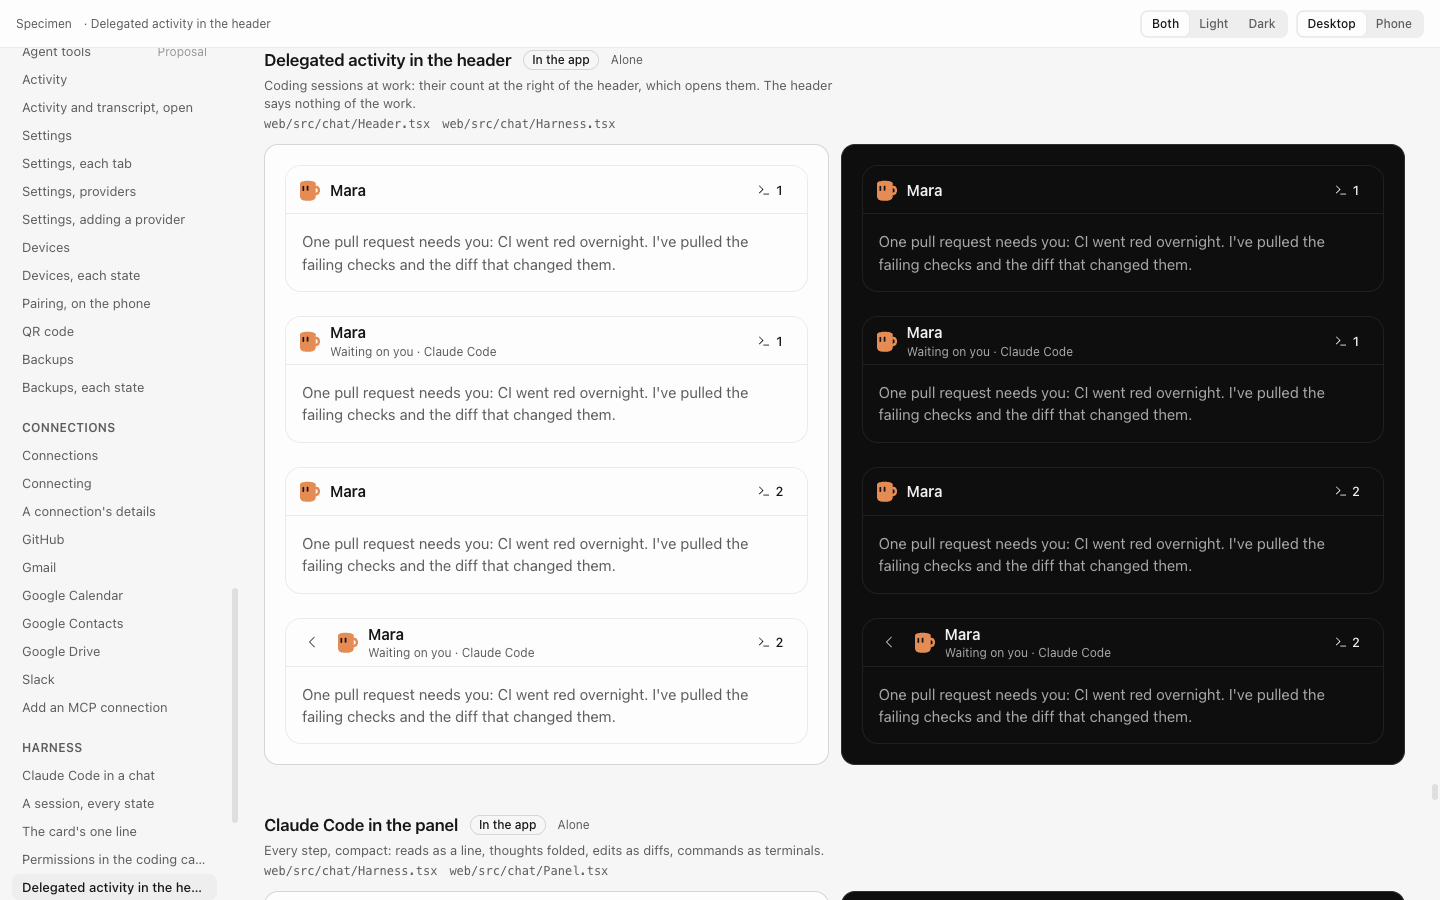 Specimen · Delegated activity in the header
Both Light Dark Desktop Phone
Agent tools Proposal
Activity
Activity and transcript, open
Settings
Settings, each tab
Settings, providers
Settings, adding a provider
Devices
Devices, each state
Pairing, on the phone
QR code
Backups
Backups, each state
CONNECTIONS
Connections
Connecting
A connection's details
GitHub
Gmail
Google Calendar
Google Contacts
Google Drive
Slack
Add an MCP connection
HARNESS
Claude Code in a chat
A session, every state
The card's one line
Permissions in the coding ca...
Delegated activity in the he...
Delegated activity in the header In the app Alone
Coding sessions at work: their count at the right of the header, which opens them. The header
says nothing of the work.
web/src/chat/Header.tsx web/src/chat/Harness.tsx
Mara >_ 1
One pull request needs you: CI went red overnight. I've pulled the
failing checks and the diff that changed them.
Mara
Waiting on you · Claude Code >_ 1
One pull request needs you: CI went red overnight. I've pulled the
failing checks and the diff that changed them.
Mara >_ 2
One pull request needs you: CI went red overnight. I've pulled the
failing checks and the diff that changed them.
Mara
Waiting on you · Claude Code >_ 2
One pull request needs you: CI went red overnight. I've pulled the
failing checks and the diff that changed them.
Mara >_ 1
One pull request needs you: CI went red overnight. I've pulled the
failing checks and the diff that changed them.
Mara
Waiting on you · Claude Code >_ 1
One pull request needs you: CI went red overnight. I've pulled the
failing checks and the diff that changed them.
Mara >_ 2
One pull request needs you: CI went red overnight. I've pulled the
failing checks and the diff that changed them.
Mara
Waiting on you · Claude Code >_ 2
One pull request needs you: CI went red overnight. I've pulled the
failing checks and the diff that changed them.
Claude Code in the panel In the app Alone
Every step, compact: reads as a line, thoughts folded, edits as diffs, commands as terminals.
web/src/chat/Harness.tsx web/src/chat/Panel.tsx